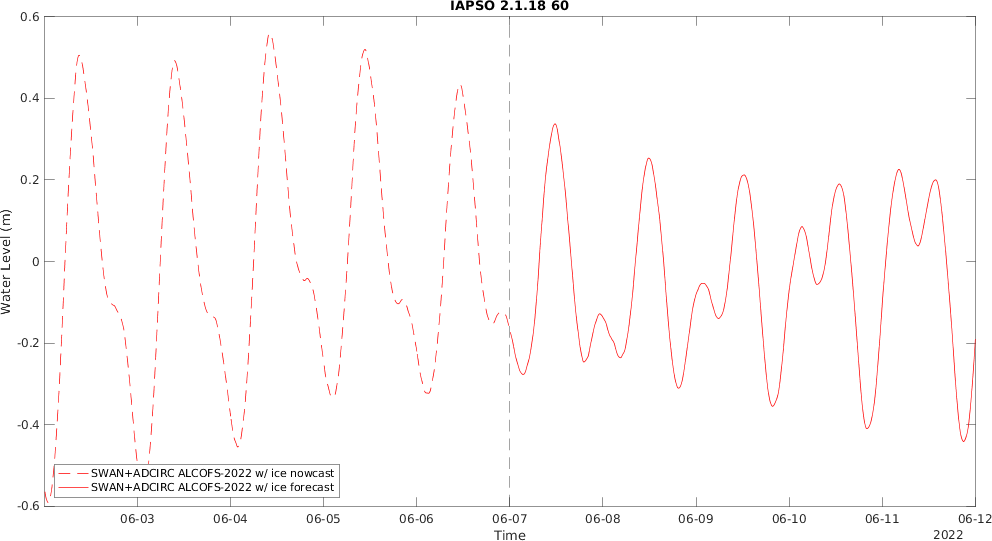 IAPSO 2.1.18 60
0.6
0.4
0.2
0
-0.2
-0.4
-0.6
Water Level (m)
SWAN+ADCIRC ALCOFS-2022 w/ ice nowcast
SWAN+ADCIRC ALCOFS-2022 w/ ice forecast
06-03 06-04 06-05 06-06 06-07 06-08 06-09 06-10 06-11 06-12
Time
2022